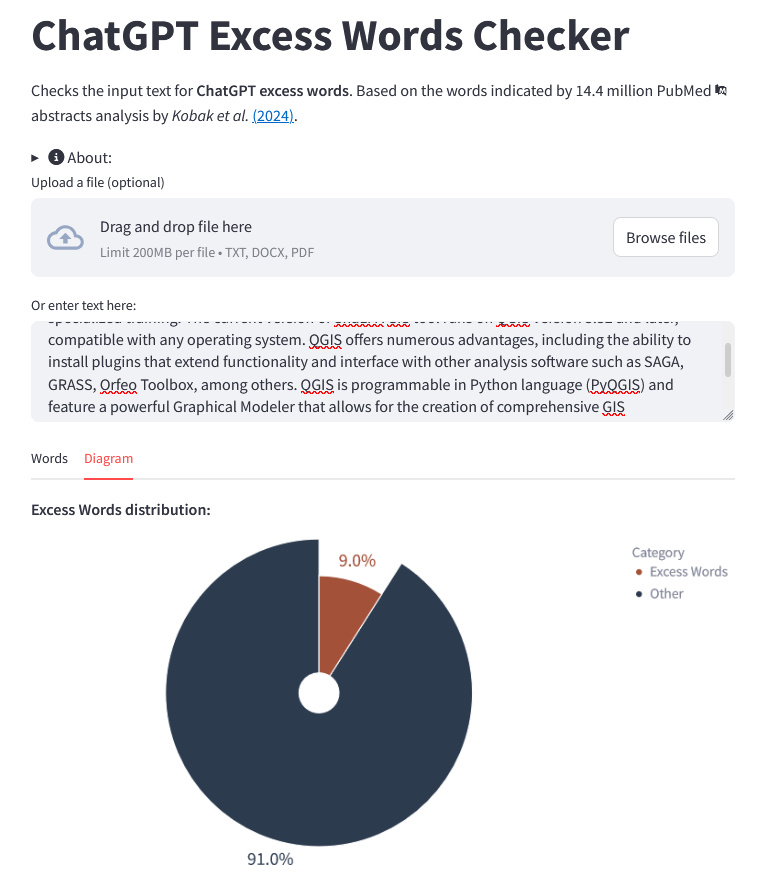 ChatGPT Excess Words Checker
Checks the input text for ChatGPT excess words. Based on the words indicated by 14.4 million PubMed
abstracts analysis by Kobak et al. (2024).
About:
Upload a file (optional)
Drag and drop file here
Limit 200MB per file • TXT, DOCX, PDF
Browse files
Or enter text here:
compatible with any operating system. QGIS offers numerous advantages, including the ability to
install plugins that extend functionality and interface with other analysis software such as SAGA,
GRASS, Orfeo Toolbox, among others. QGIS is programmable in Python language (PyQGIS) and
feature a powerful Graphical Modeler that allows for the creation of comprehensive GIS
Words
Diagram
Excess Words distribution:
9.0%
Category
Excess Words
Other
91.0%